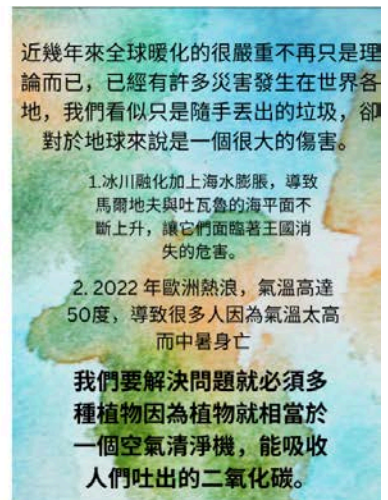 近幾年來全球暖化的很嚴重不再只是理
論而已，已經有許多災害發生在世界各
地，我們看似只是隨手丟出的垃圾，卻
對於地球來說是一個很大的傷害。
1.冰川融化加上海水膨脹，導致
馬爾地夫與吐瓦魯的海平面不
斷上升，讓它們面臨著王國消
失的危害。
2. 2022 年歐洲熱浪，氣溫高達
50度，導致很多人因為氣溫太高
而中暑身亡
我們要解決問題就必須多
種植物因為植物就相當於
一個空氣清淨機，能吸收
人們吐出的二氧化碳。